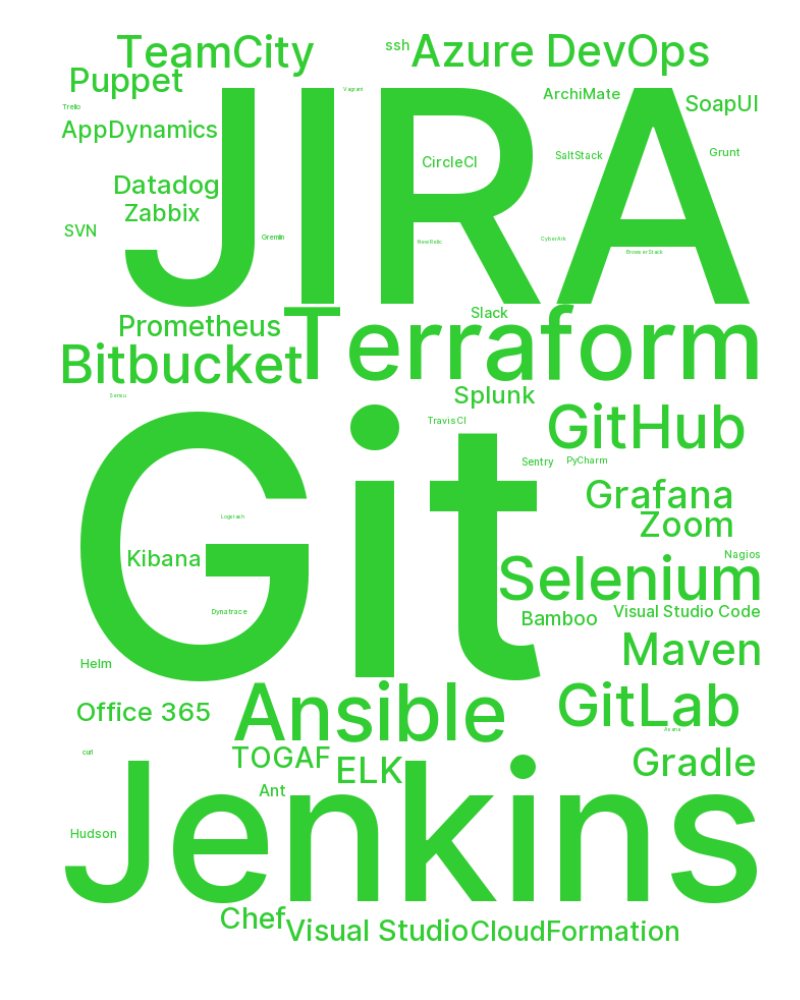 TeamCity
ssh
Azure DevOps
Puppet
Vagrant
ArchiMate
SoapUI
Trello
AppDynamics
JIRA
CircleCI
SaltStack
Grunt
Datadog
Zabbix
SVN
Gremlin
New Relic
CyberArk
BrowserStack
Prometheus
Terraform
Slack
Bitbucket
Splunk
Git
TravisCI
GitHub
Sentry
PyCharm
Grafana
Logstash
Zoom
Kibana
Nagios
Selenium
Dynatrace
Bamboo
Visual Studio Code
Maven
Helm
Office 365
Ansible
GitLab
Asana
curl
TOGAF
ELK
Gradle
Ant
Jenkins
Hudson
Chef
Visual Studio
CloudFormation